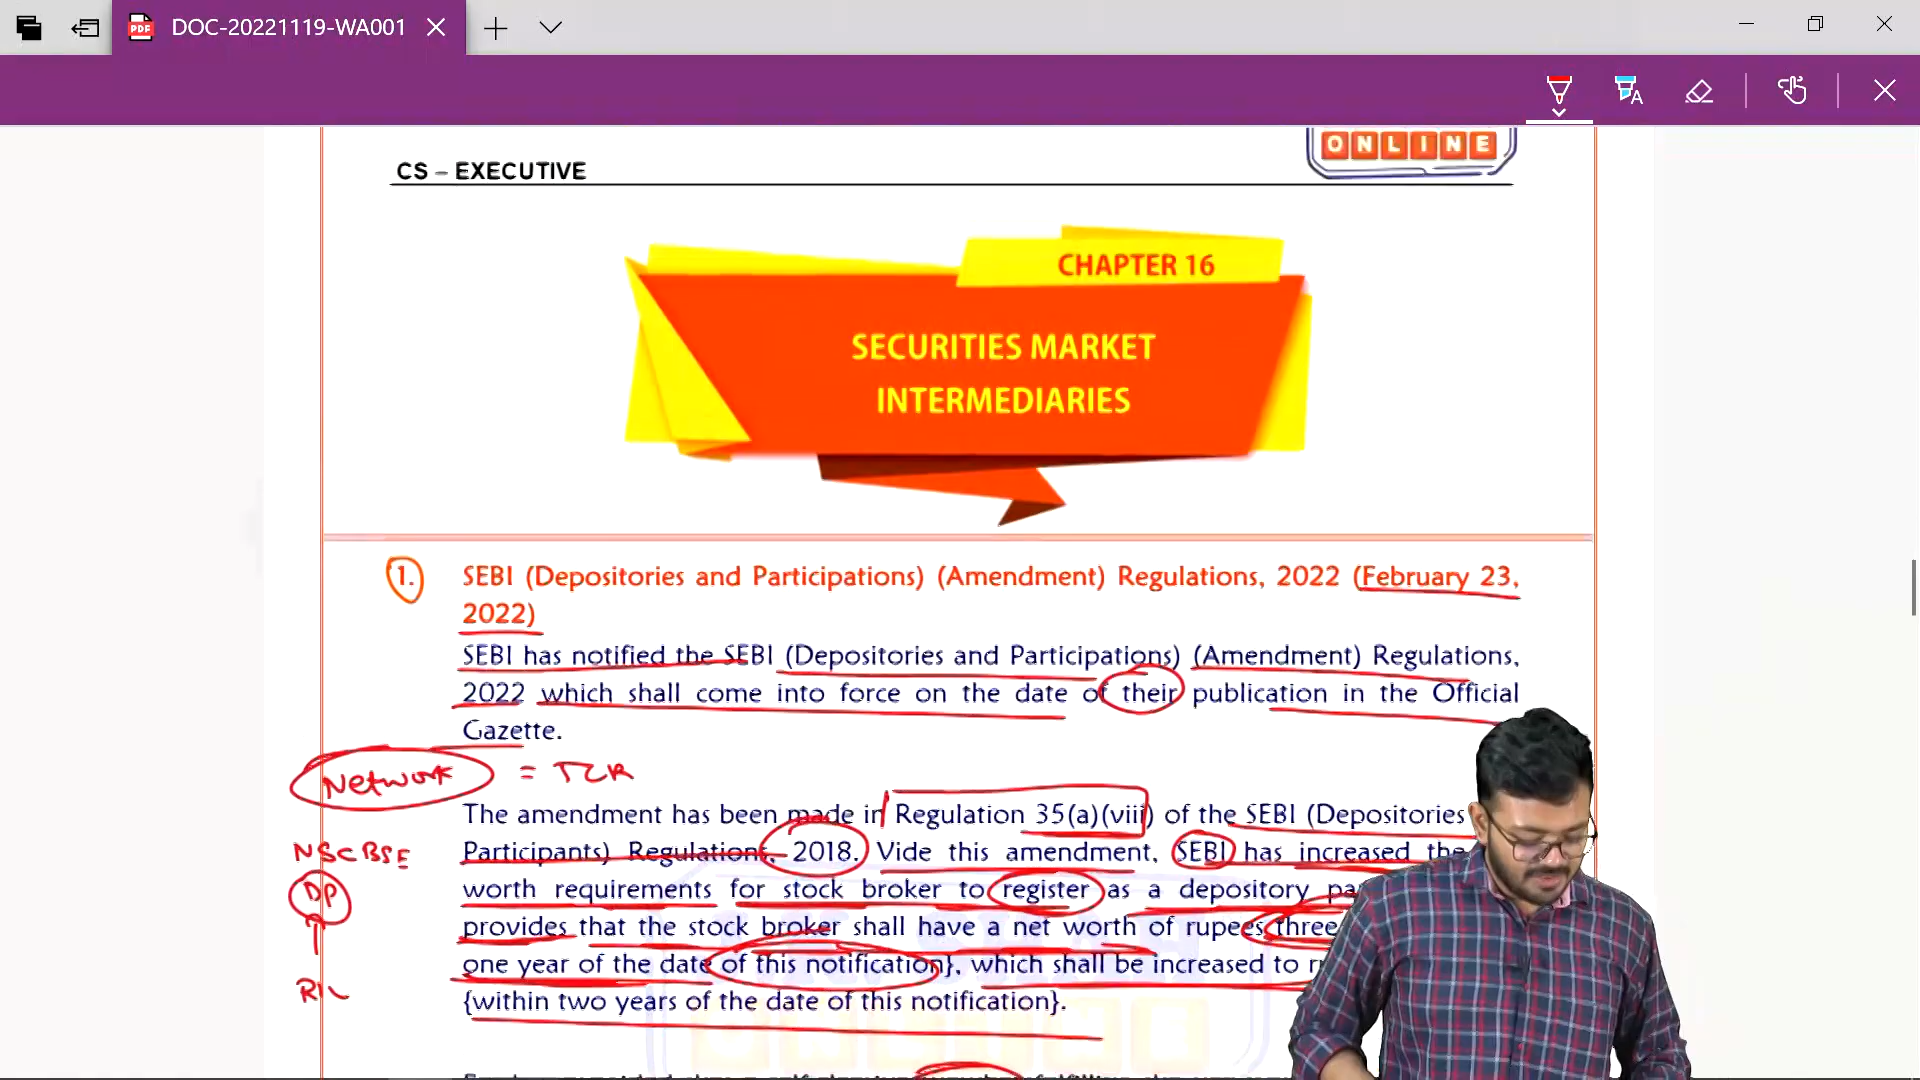 DOC-20221119-WA001
PDF
A
ONLINE
CS – EXECUTIVE
CHAPTER 16
SECURITIES MARKET
INTERMEDIARIES
1. SEBI (Depositories and Participations) (Amendment) Regulations, 2022 (February 23,
2022)
SEBI has notified the SEBI (Depositories and Participations) (Amendment) Regulations,
2022 which shall come into force on the date of their publication in the Official
Gazette.
Network =
The amendment has been made in Regulation 35(a)(viii) of the SEBI (Depositories
NSC BSE
Participants) Regulations, 2018. Vide this amendment, SEBI has increased the
DP
worth requirements for stock broker to register as a depository
provides that the stock broker shall have a net worth of rupees three
one year of the date of this notification}, which shall be increased to
{within two years of the date of this notification}.